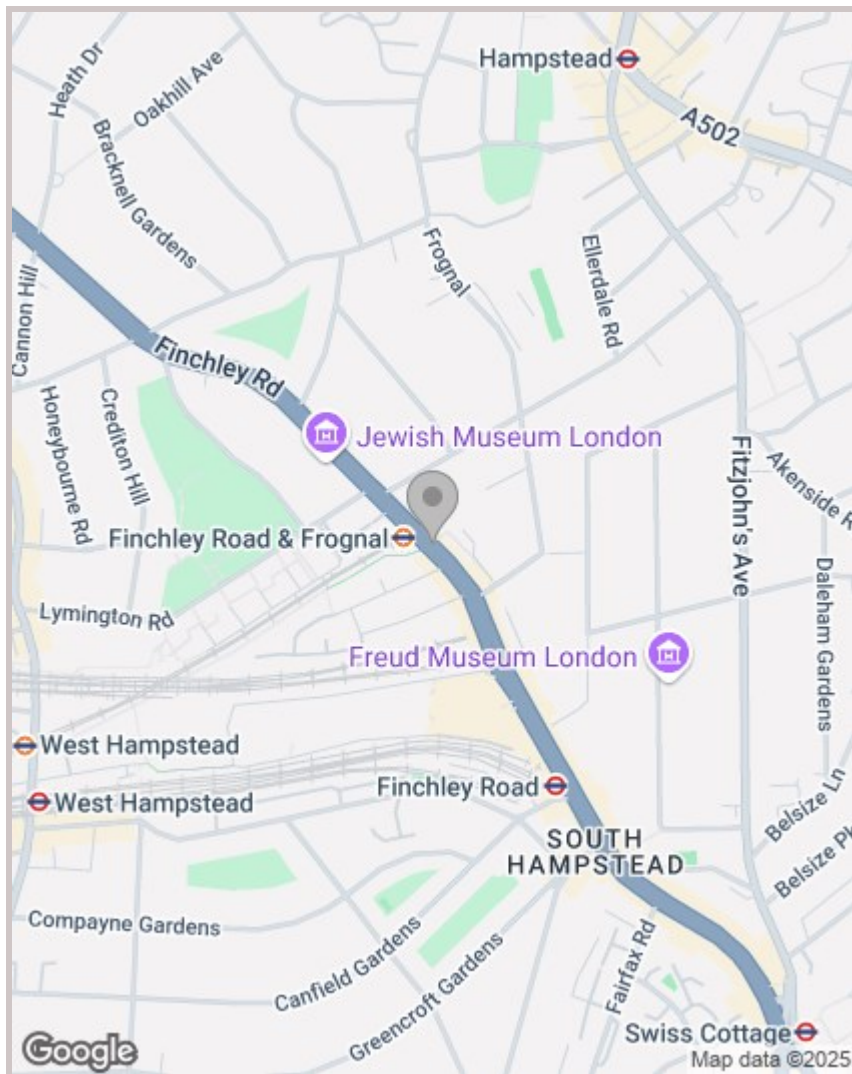 Hampstead
Heath Dr
Oakhill Ave
A502
Bracknell Gardens
Frognal
Ellerdale Rd
Cannon Hill
Finchley Rd
Honeybourne Rd
Crediton Hill
Jewish Museum London
Fitzjohn's Ave
Akenside R
Finchley Road & Frognal
Daleham Gardens
Lymington Rd
Freud Museum London
West Hampstead
West Hampstead
Finchley Road
Belsize Ln
SOUTH
HAMPSTEAD
Belsize Pk
Compayne Gardens
Canfield Gardens
Fairfax Rd
Greencroft Gardens
Swiss Cottage
Google
Map data ©2025